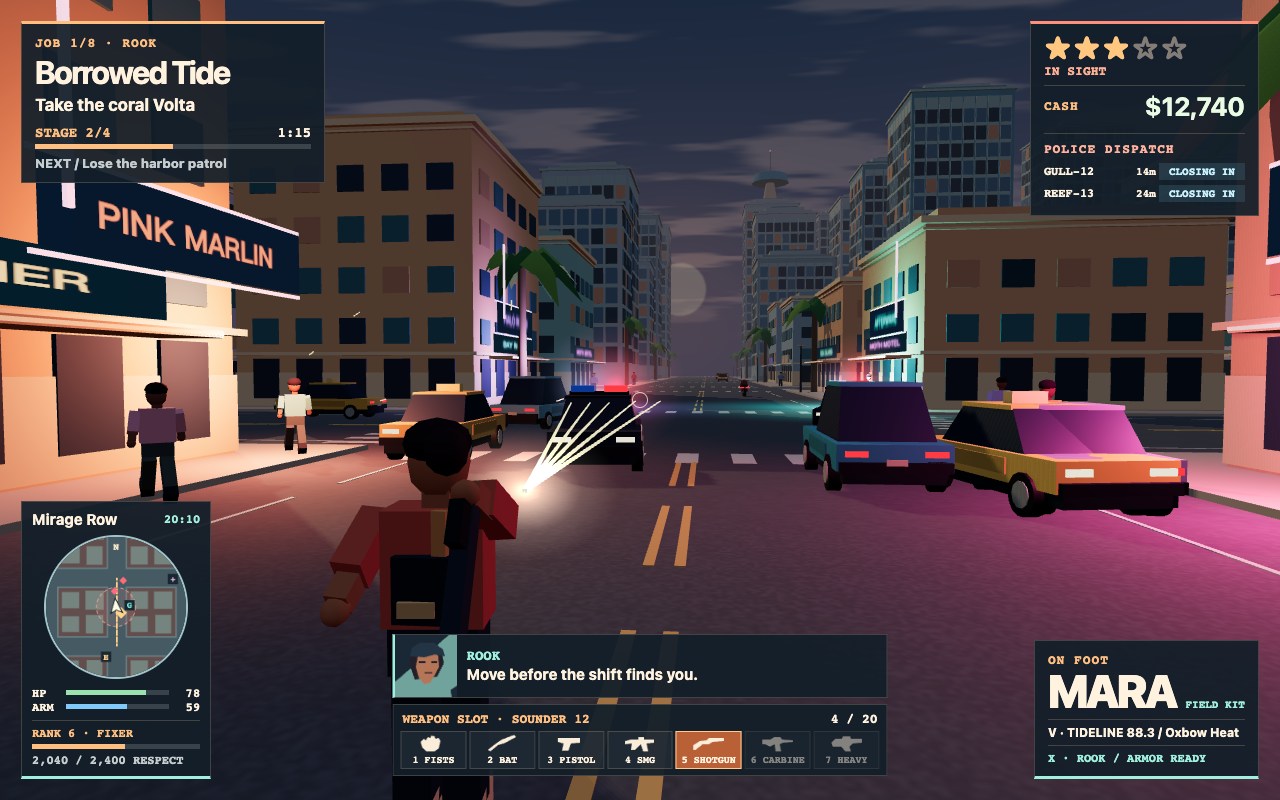 JOB 1/8 · ROOK
Borrowed Tide
Take the coral Volta
STAGE 2/4 1:15
NEXT / Lose the harbor patrol
IN SIGHT
CASH $12,740
POLICE DISPATCH
GULL-12 14m CLOSING IN
REEF-13 24m CLOSING IN
PINK MARLIN
IER
MOTH MOTEL
Mirage Row 20:10
N
G
HP 78
ARM 59
RANK 6 · FIXER
2,040 / 2,400 RESPECT
ROOK
Move before the shift finds you.
WEAPON SLOT · SOUNDER 12 4 / 20
1 FISTS 2 BAT 3 PISTOL 4 SMG 5 SHOTGUN 6 CARBINE 7 HEAVY
ON FOOT
MARA FIELD KIT
V · TIDELINE 88.3 / Oxbow Heat
X · ROOK / ARMOR READY